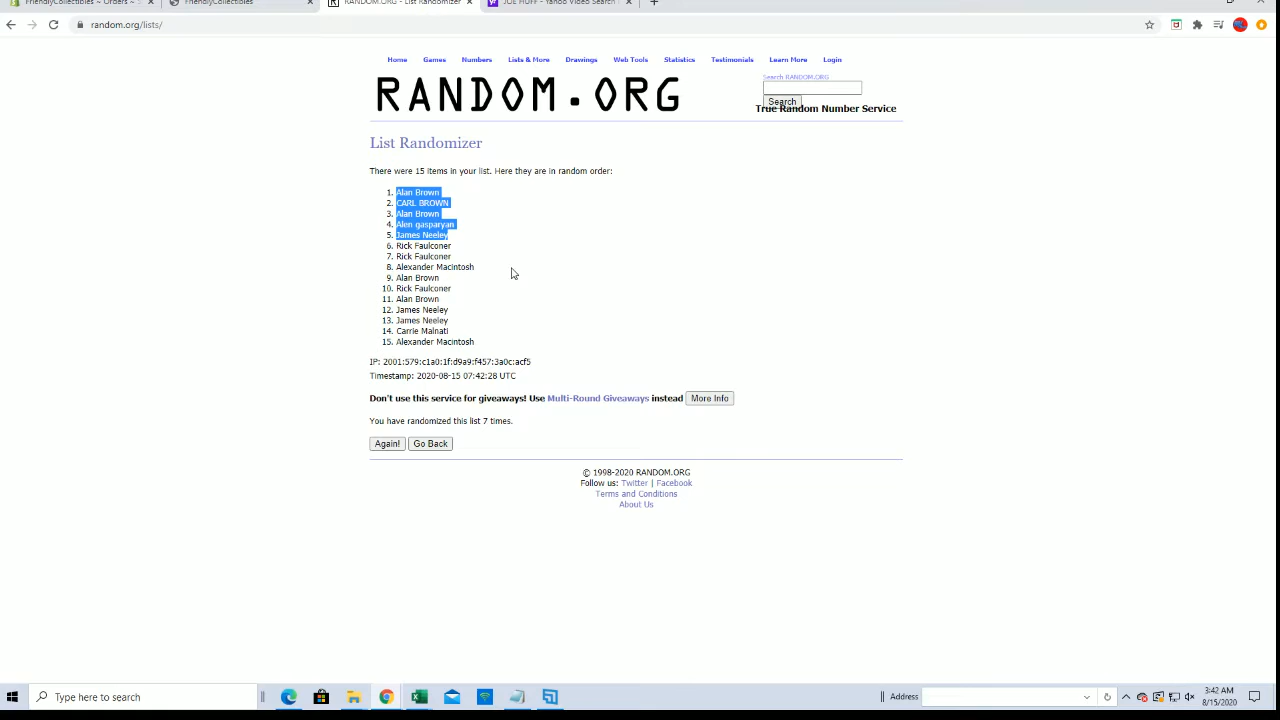 FriendlyCollectibles ~ Orders ~ S
FriendlyCollectibles
RANDOM.ORG - List Randomizer
JOE HUFF - Yahoo Video Search
random.org/lists/
Home Games Numbers Lists & More Drawings Web Tools Statistics Testimonials Learn More Login
RANDOM.ORG
Search RANDOM.ORG
Search
True Random Number Service
List Randomizer
There were 15 items in your list. Here they are in random order:
1. Alan Brown
2. CARL BROWN
3. Alan Brown
4. Alen gasparyan
5. James Neeley
6. Rick Faulconer
7. Rick Faulconer
8. Alexander Macintosh
9. Alan Brown
10. Rick Faulconer
11. Alan Brown
12. James Neeley
13. James Neeley
14. Carrie Malnati
15. Alexander Macintosh
IP: 2001:579:c1a0:1f:d9a9:f457:3a0c:acf5
Timestamp: 2020-08-15 07:42:28 UTC
Don't use this service for giveaways! Use Multi-Round Giveaways instead More Info
You have randomized this list 7 times.
Again! Go Back
© 1998-2020 RANDOM.ORG
Follow us: Twitter | Facebook
Terms and Conditions
About Us
Type here to search
Address
3:42 AM
8/15/2020